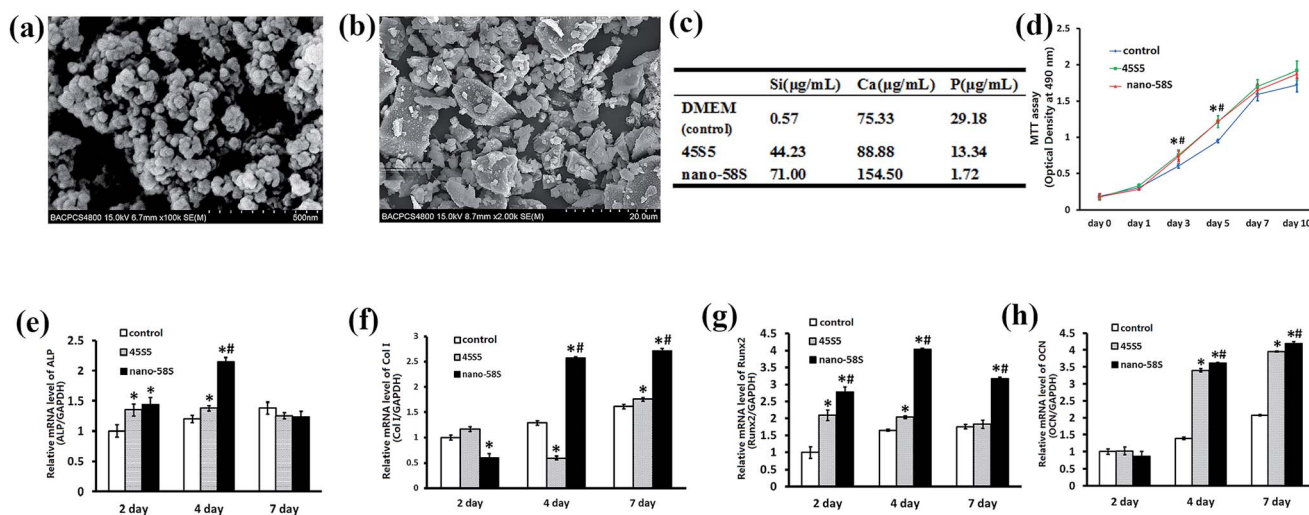 (a)
BACPCS4800 15.0kV 6.7mm x100k SE(M)
500nm
(b)
BACPCS4800 15.0kV 8.7mm x2.00k SE(M)
20.0um
(c)
Si(μg/mL) Ca(μg/mL) P(μg/mL)
DMEM
(control) 0.57 75.33 29.18
45S5 44.23 88.88 13.34
nano-58S 71.00 154.50 1.72
(d)
MTT assay
(Optical Density at 490 nm)
2.5
2
1.5
1
0.5
0
control
45S5
nano-58S
*#
*#
day 0 day 1 day 3 day 5 day 7 day 10
(e)
Relative mRNA level of ALP
(ALP/GAPDH)
2.5
2
1.5
1
0.5
0
control
45S5
nano-58S
* * * *#
2 day 4 day 7 day
(f)
Relative mRNA level of Col I
(Col I/GAPDH)
3
2.5
2
1.5
1
0.5
0
control
45S5
nano-58S
* * *# * *#
2 day 4 day 7 day
(g)
Relative mRNA level of Runx2
(Runx2/GAPDH)
4.5
4
3.5
3
2.5
2
1.5
1
0.5
0
control
45S5
nano-58S
* *# * *# *#
2 day 4 day 7 day
(h)
Relative mRNA level of OCN
(OCN/GAPDH)
4.5
4
3.5
3
2.5
2
1.5
1
0.5
0
control
45S5
nano-58S
* *# * *#
2 day 4 day 7 day